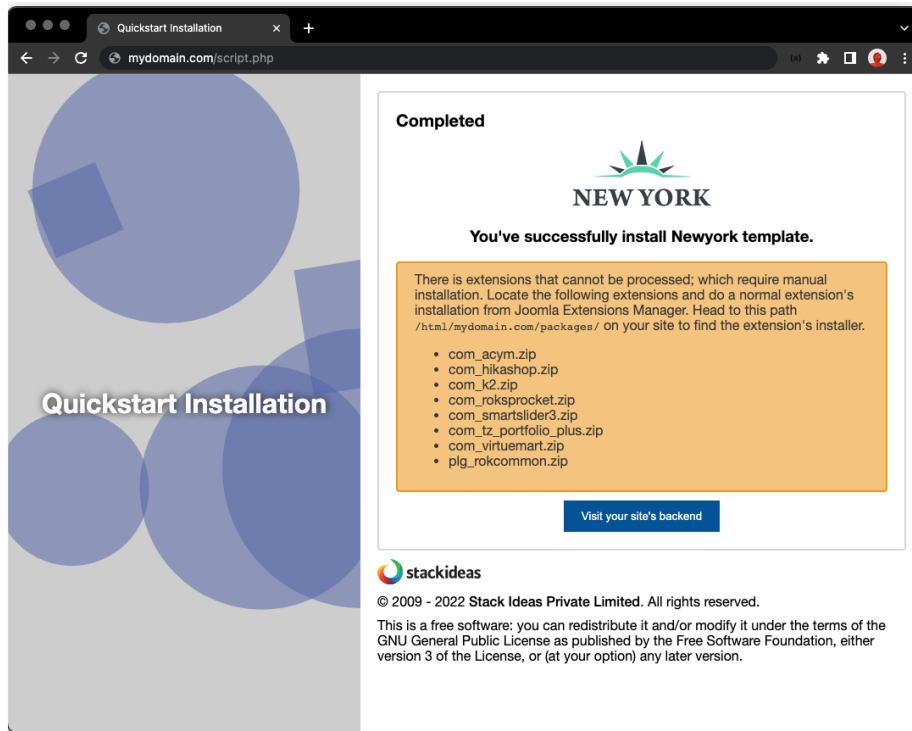 Quickstart Installation
mydomain.com/script.php
Quickstart Installation
Completed
NEW YORK
You've successfully install Newyork template.
There is extensions that cannot be processed; which require manual
installation. Locate the following extensions and do a normal extension's
installation from Joomla Extensions Manager. Head to this path
/html/mydomain.com/packages/ on your site to find the extension's installer.
• com_acym.zip
• com_hikashop.zip
• com_k2.zip
• com_roksprocket.zip
• com_smartslider3.zip
• com_tz_portfolio_plus.zip
• com_virtuemart.zip
• plg_rokcommon.zip
Visit your site's backend
stackideas
© 2009 - 2022 Stack Ideas Private Limited. All rights reserved.
This is a free software: you can redistribute it and/or modify it under the terms of the
GNU General Public License as published by the Free Software Foundation, either
version 3 of the License, or (at your option) any later version.